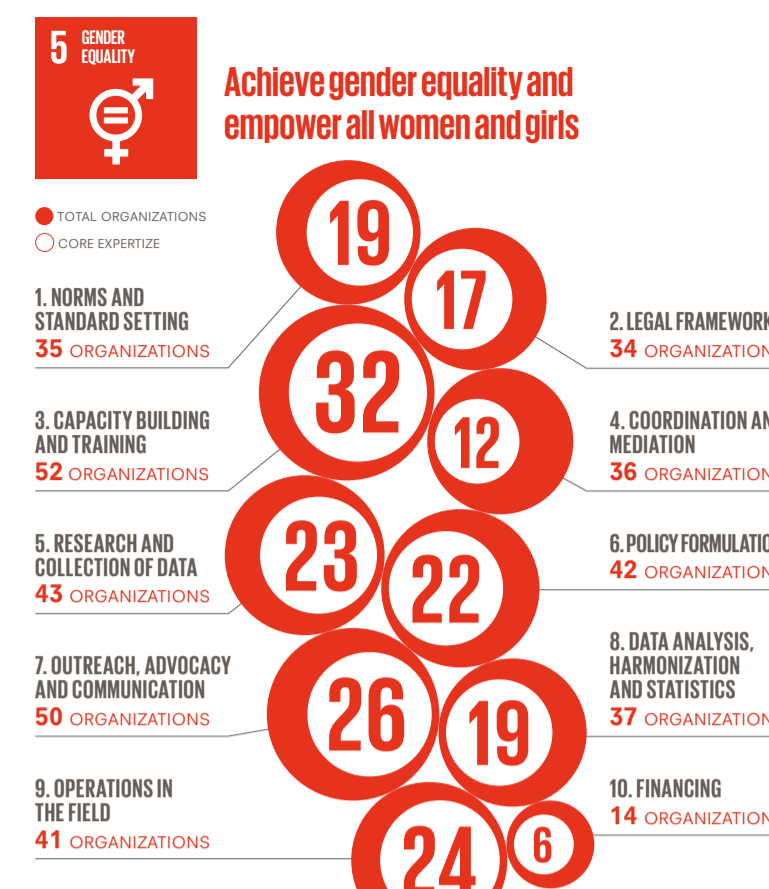 5 GENDER
EQUALITY
Achieve gender equality and
empower all women and girls
TOTAL ORGANIZATIONS
CORE EXPERTIZE
19
17
1. NORMS AND
STANDARD SETTING
35 ORGANIZATIONS
2. LEGAL FRAMEWORK
34 ORGANIZATION
32
12
3. CAPACITY BUILDING
AND TRAINING
52 ORGANIZATIONS
4. COORDINATION AN
MEDIATION
36 ORGANIZATION
23
22
5. RESEARCH AND
COLLECTION OF DATA
43 ORGANIZATIONS
6. POLICY FORMULATIO
42 ORGANIZATION
26
19
7. OUTREACH, ADVOCACY
AND COMMUNICATION
50 ORGANIZATIONS
8. DATA ANALYSIS,
HARMONIZATION
AND STATISTICS
37 ORGANIZATION
24
6
9. OPERATIONS IN
THE FIELD
41 ORGANIZATIONS
10. FINANCING
14 ORGANIZATION